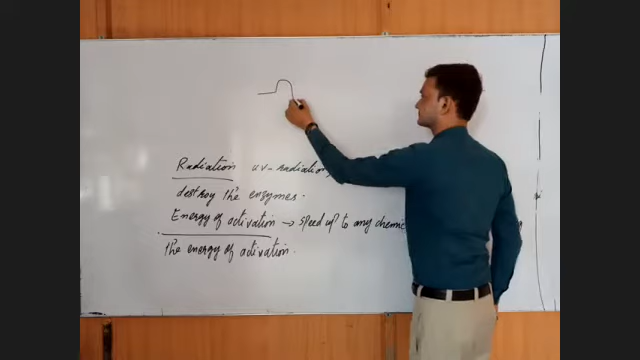 Radiation uv-radiation,
destroy the enzymes.
Energy of activation → speed up to any chemic
the energy of activation.